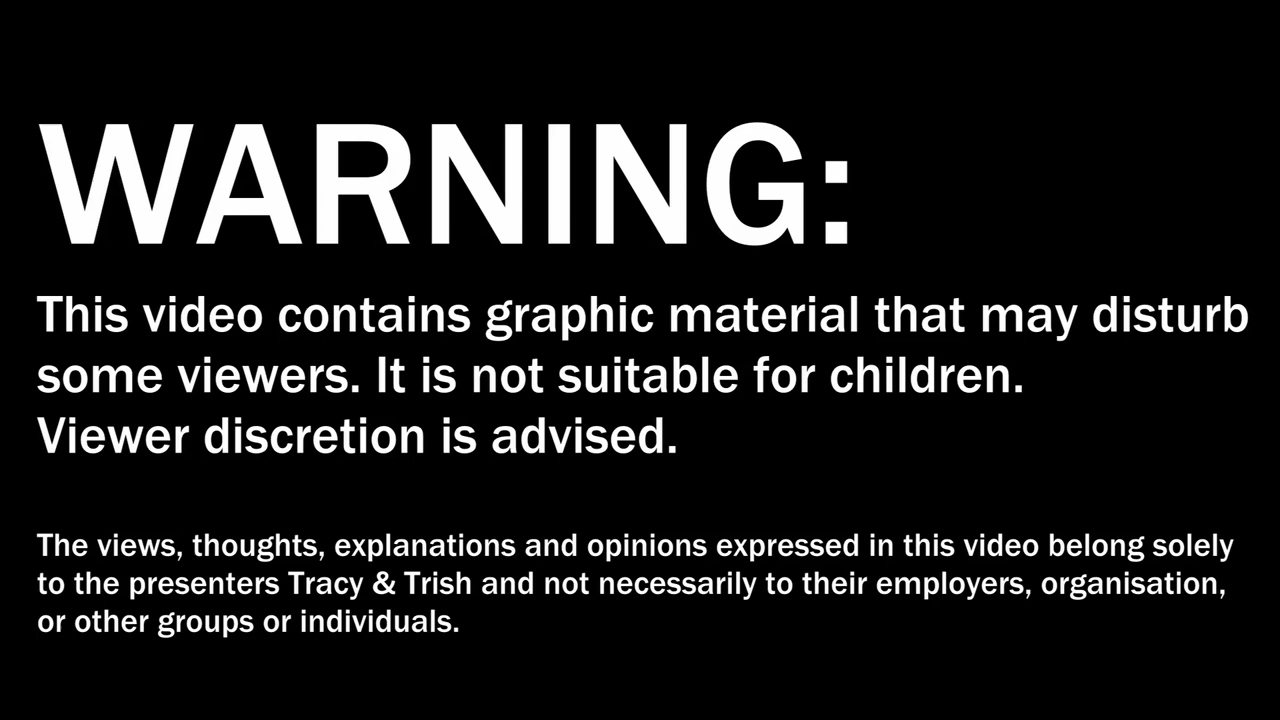 WARNING:
This video contains graphic material that may disturb
some viewers. It is not suitable for children.
Viewer discretion is advised.
The views, thoughts, explanations and opinions expressed in this video belong solely
to the presenters Tracy & Trish and not necessarily to their employers, organisation,
or other groups or individuals.